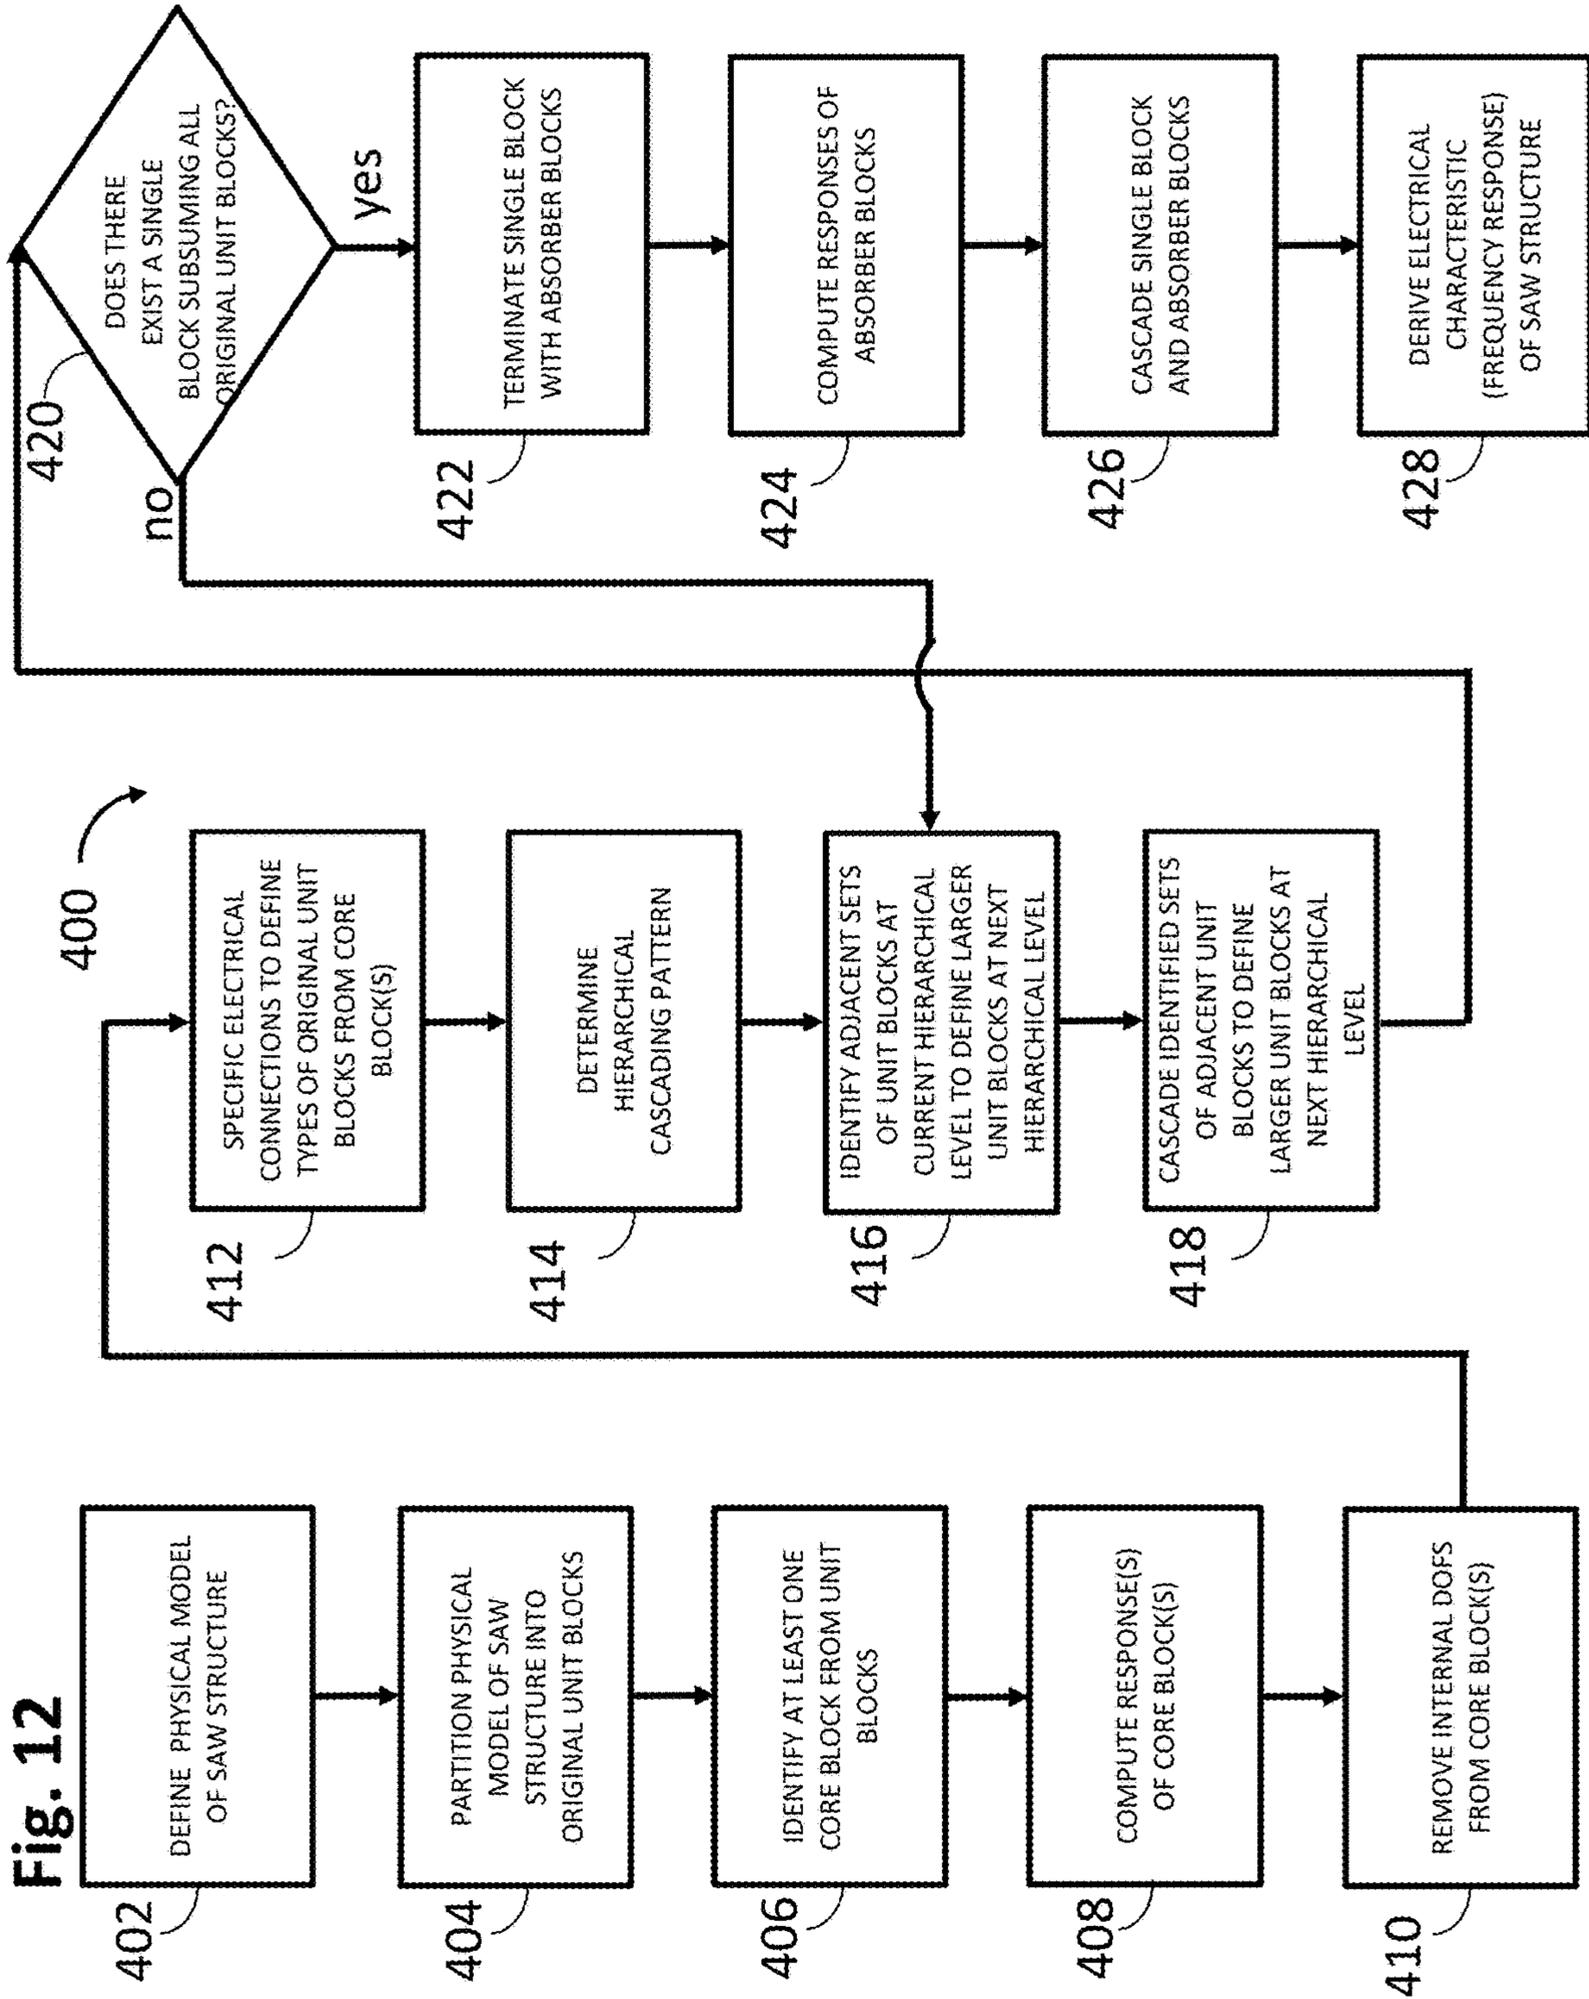 Fig. 12
400
402
DEFINE PHYSICAL MODEL
OF SAW STRUCTURE
404
PARTITION PHYSICAL
MODEL OF SAW
STRUCTURE INTO
ORIGINAL UNIT BLOCKS
406
IDENTIFY AT LEAST ONE
CORE BLOCK FROM UNIT
BLOCKS
408
COMPUTE RESPONSE(S)
OF CORE BLOCK(S)
410
REMOVE INTERNAL DOFS
FROM CORE BLOCK(S)
412
SPECIFIC ELECTRICAL
CONNECTIONS TO DEFINE
TYPES OF ORIGINAL UNIT
BLOCKS FROM CORE
BLOCK(S)
414
DETERMINE
HIERARCHICAL
CASCADING PATTERN
416
IDENTIFY ADJACENT SETS
OF UNIT BLOCKS AT
CURRENT HIERARCHICAL
LEVEL TO DEFINE LARGER
UNIT BLOCKS AT NEXT
HIERARCHICAL LEVEL
418
CASCADE IDENTIFIED SETS
OF ADJACENT UNIT
BLOCKS TO DEFINE
LARGER UNIT BLOCKS AT
NEXT HIERARCHICAL
LEVEL
420
DOES THERE
EXIST A SINGLE
BLOCK SUBSUMING ALL
ORIGINAL UNIT BLOCKS?
no
yes
422
TERMINATE SINGLE BLOCK
WITH ABSORBER BLOCKS
424
COMPUTE RESPONSES OF
ABSORBER BLOCKS
426
CASCADE SINGLE BLOCK
AND ABSORBER BLOCKS
428
DERIVE ELECTRICAL
CHARACTERISTIC
(FREQUENCY RESPONSE)
OF SAW STRUCTURE